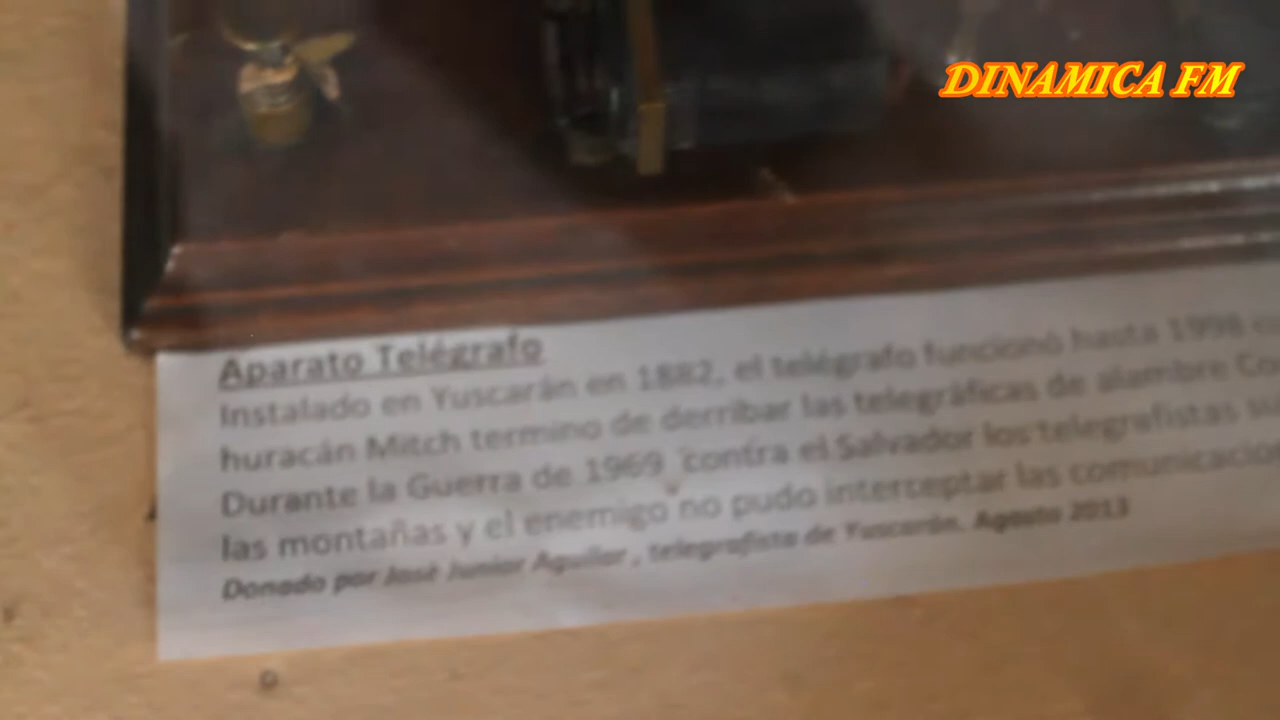 DINAMICA FM
Aparato Telégrafo
Instalado en Yuscarán en 1882, el telégrafo funcionó hasta 1998
huracán Mitch termino de derribar las telegráficas de alambre
Durante la Guerra de 1969 contra el Salvador los telegrafistas
las montañas y el enemigo no pudo interceptar las
Donado por José Junior Aguilar, telegrafista de Yuscarán. Agosto 2013